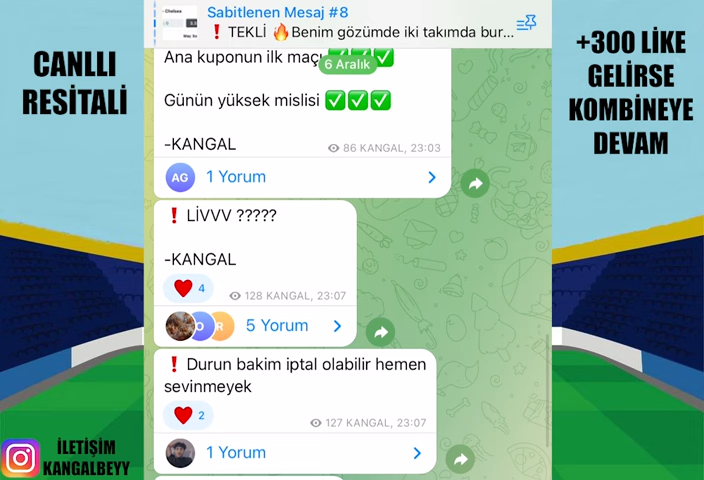 CANLLI
RESİTALİ
+300 LİKE
GELİRSE
KOMBİNEYE
DEVAM
Sabitlenen Mesaj #8
❗ TEKLİ 🔥Benim gözümde iki takımda bur...
Ana kuponun ilk maçı ✅✅✅
6 Aralık
Günün yüksek mislisi ✅✅✅
-KANGAL
86 KANGAL, 23:03
AG 1 Yorum
❗ LİVVV ?????
-KANGAL
❤ 4
128 KANGAL, 23:07
O R 5 Yorum
❗ Durun bakim iptal olabilir hemen
sevinmeyek
❤ 2
127 KANGAL, 23:07
1 Yorum
İLETİŞİM
KANGALBEYY